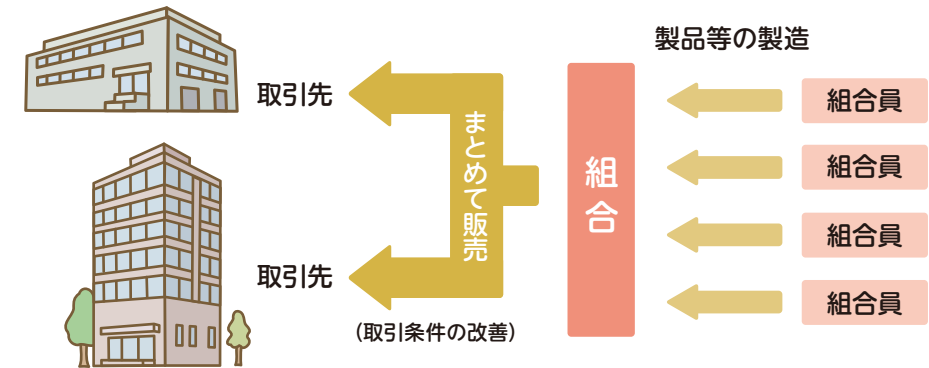 製品等の製造
取引先
まとめて販売
組合
組合員
組合員
組合員
組合員
取引先
(取引条件の改善)